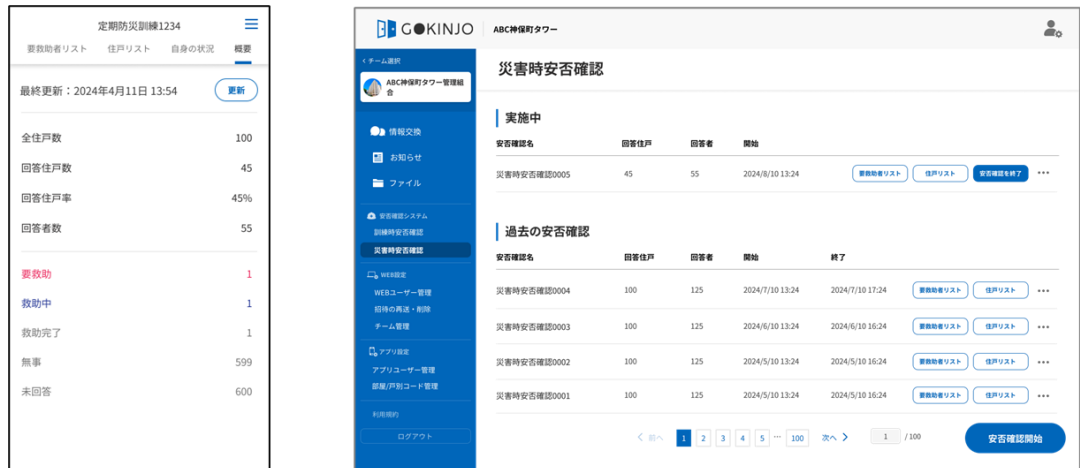 定期防災訓練1234
要救助者リスト 住戸リスト 自身の状況 概要
最終更新：2024年4月11日 13:54 更新
全住戸数 100
回答住戸数 45
回答住戸率 45%
回答者数 55
要救助 1
救助中 1
救助完了 1
無事 599
未回答 600
GOKINJO ABC神保町タワー
< チーム選択
ABC神保町タワー管理組
合
情報交換
お知らせ
ファイル
安否確認システム
訓練時安否確認
災害時安否確認
WEB設定
WEBユーザー管理
招待の再送・削除
チーム管理
アプリ設定
アプリユーザー管理
部屋/戸別コード管理
利用規約
ログアウト
災害時安否確認
実施中
安否確認名 回答住戸 回答者 開始
災害時安否確認0005 45 55 2024/8/10 13:24 要救助者リスト 住戸リスト 安否確認を終了 •••
過去の安否確認
安否確認名 回答住戸 回答者 開始 終了
災害時安否確認0004 100 125 2024/7/10 13:24 2024/7/10 17:24 要救助者リスト 住戸リスト •••
災害時安否確認0003 100 125 2024/6/10 13:24 2024/6/10 16:24 要救助者リスト 住戸リスト •••
災害時安否確認0002 100 125 2024/5/10 13:24 2024/5/10 16:24 要救助者リスト 住戸リスト •••
災害時安否確認0001 100 125 2024/5/10 13:24 2024/5/10 16:24 要救助者リスト 住戸リスト •••
< 前へ 1 2 3 4 5 … 100 次へ > 1 / 100 安否確認開始